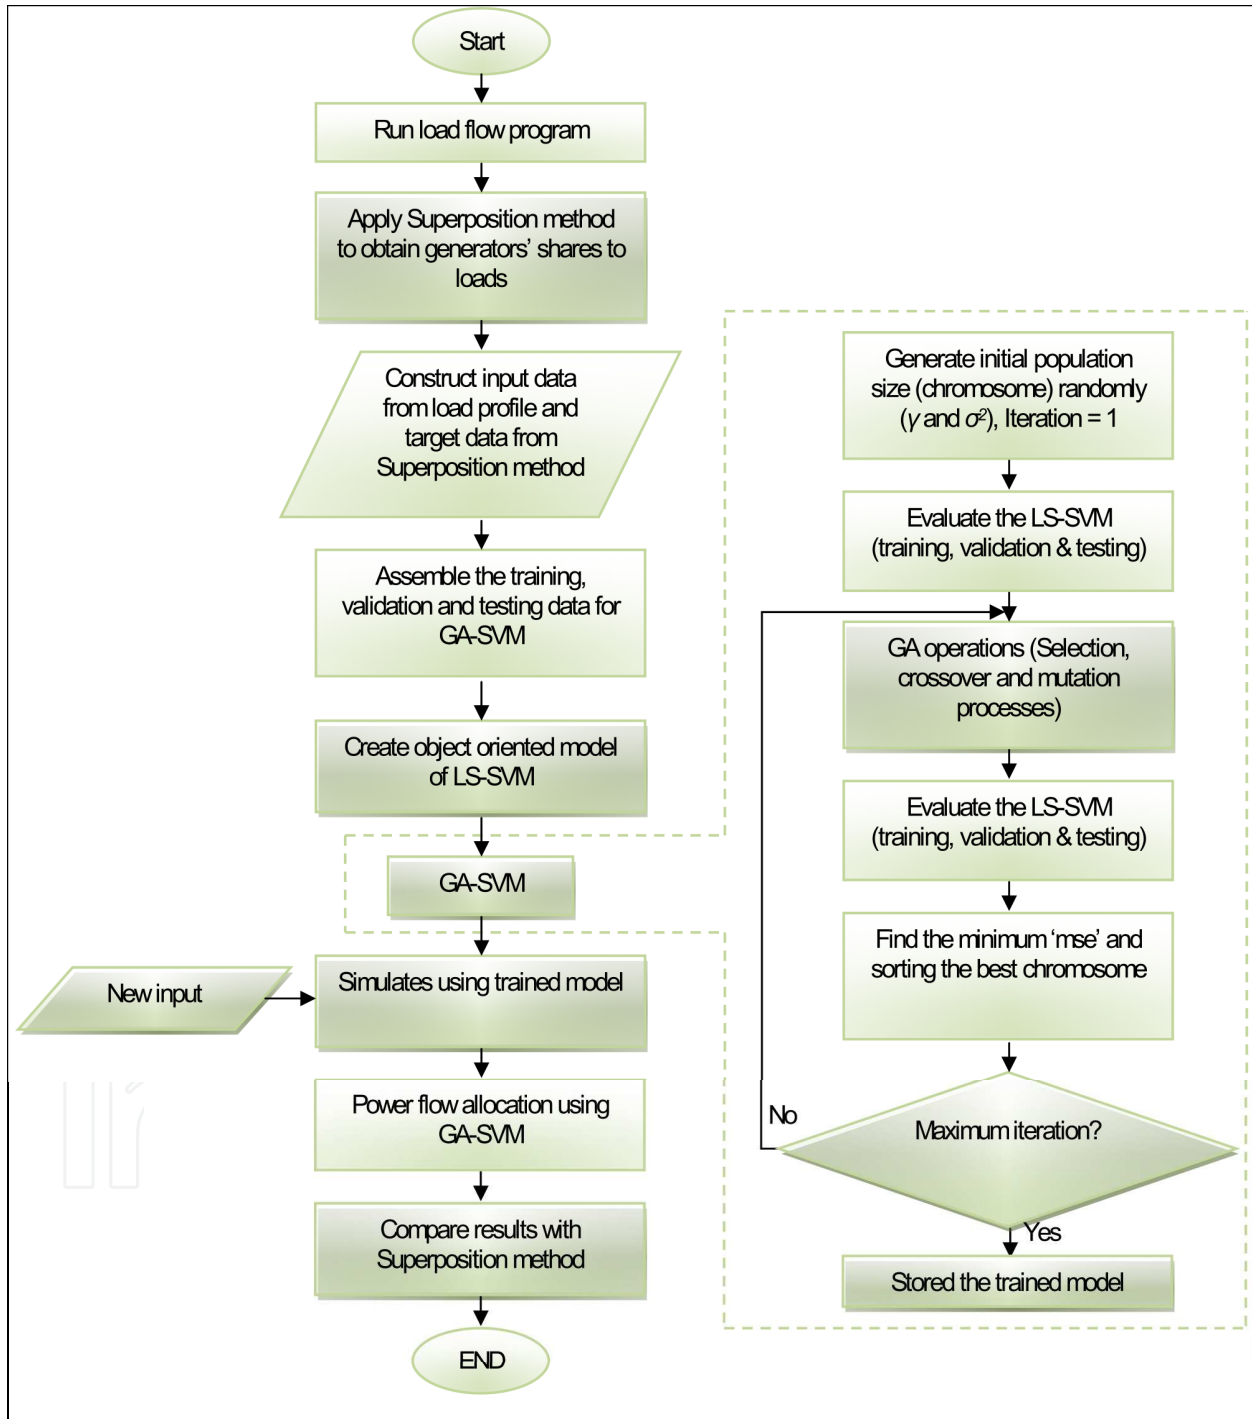 Start
Run load flow program
Apply Superposition method
to obtain generators’ shares to
loads
Construct input data
from load profile and
target data from
Superposition method
Assemble the training,
validation and testing data for
GA-SVM
Create object oriented model
of LS-SVM
GA-SVM
Simulates using trained model
New input
Power flow allocation using
GA-SVM
Compare results with
Superposition method
END
Generate initial population
size (chromosome) randomly
(γ and σ²), Iteration = 1
Evaluate the LS-SVM
(training, validation & testing)
GA operations (Selection,
crossover and mutation
processes)
Evaluate the LS-SVM
(training, validation & testing)
Find the minimum ‘mse’ and
sorting the best chromosome
Maximum iteration?
No
Yes
Stored the trained model